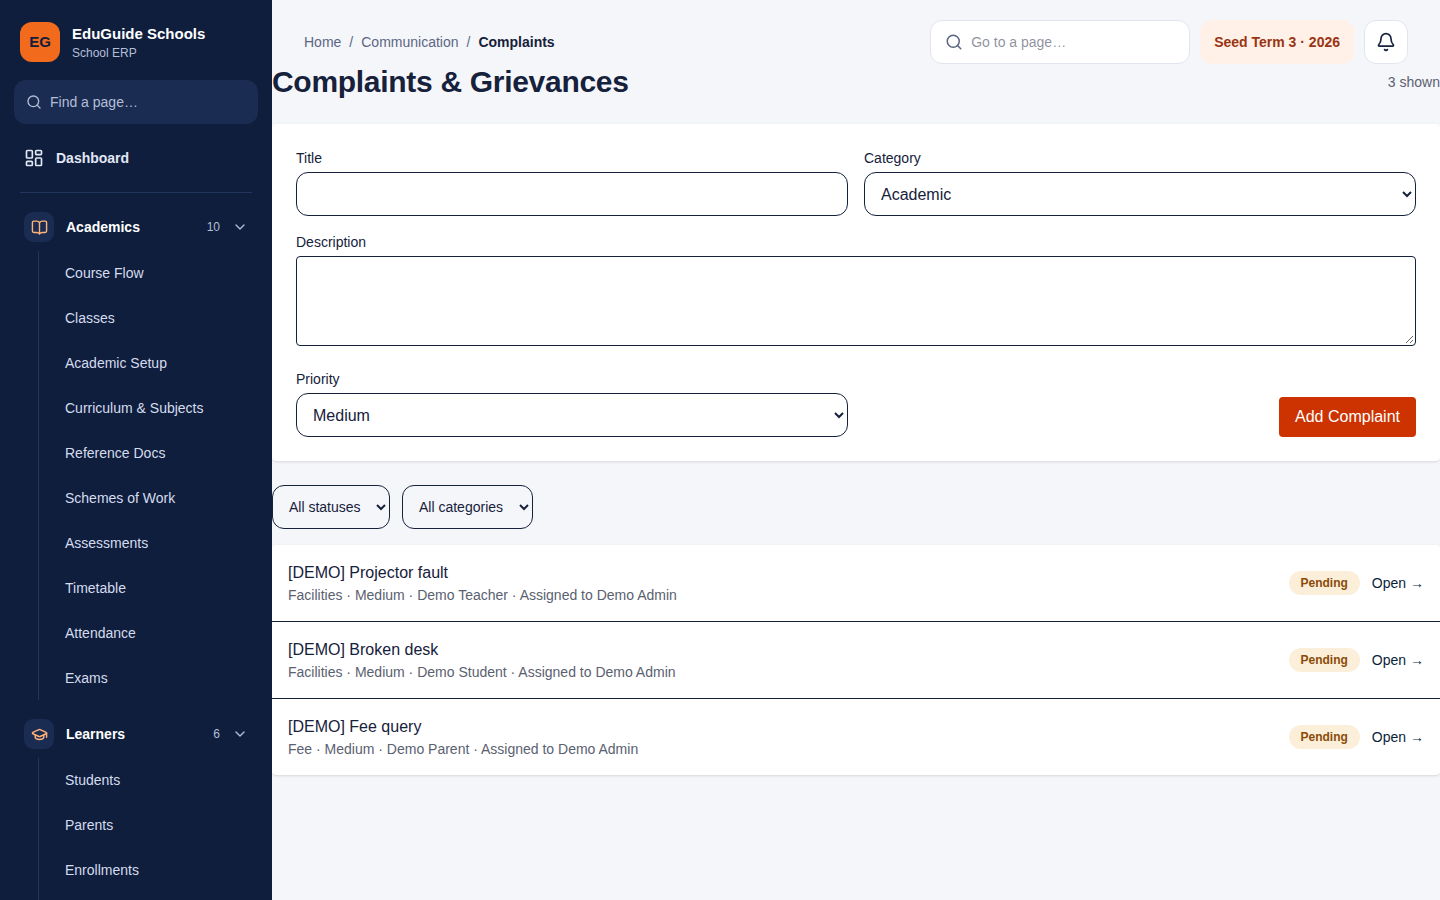 EG
EduGuide Schools
School ERP
Find a page…
Dashboard
Academics 10
Course Flow
Classes
Academic Setup
Curriculum & Subjects
Reference Docs
Schemes of Work
Assessments
Timetable
Attendance
Exams
Learners 6
Students
Parents
Enrollments
Home / Communication / Complaints
Go to a page…
Seed Term 3 · 2026
Complaints & Grievances
3 shown
Title
Category
Academic
Description
Priority
Medium
Add Complaint
All statuses
All categories
[DEMO] Projector fault
Facilities · Medium · Demo Teacher · Assigned to Demo Admin
Pending
Open →
[DEMO] Broken desk
Facilities · Medium · Demo Student · Assigned to Demo Admin
Pending
Open →
[DEMO] Fee query
Fee · Medium · Demo Parent · Assigned to Demo Admin
Pending
Open →